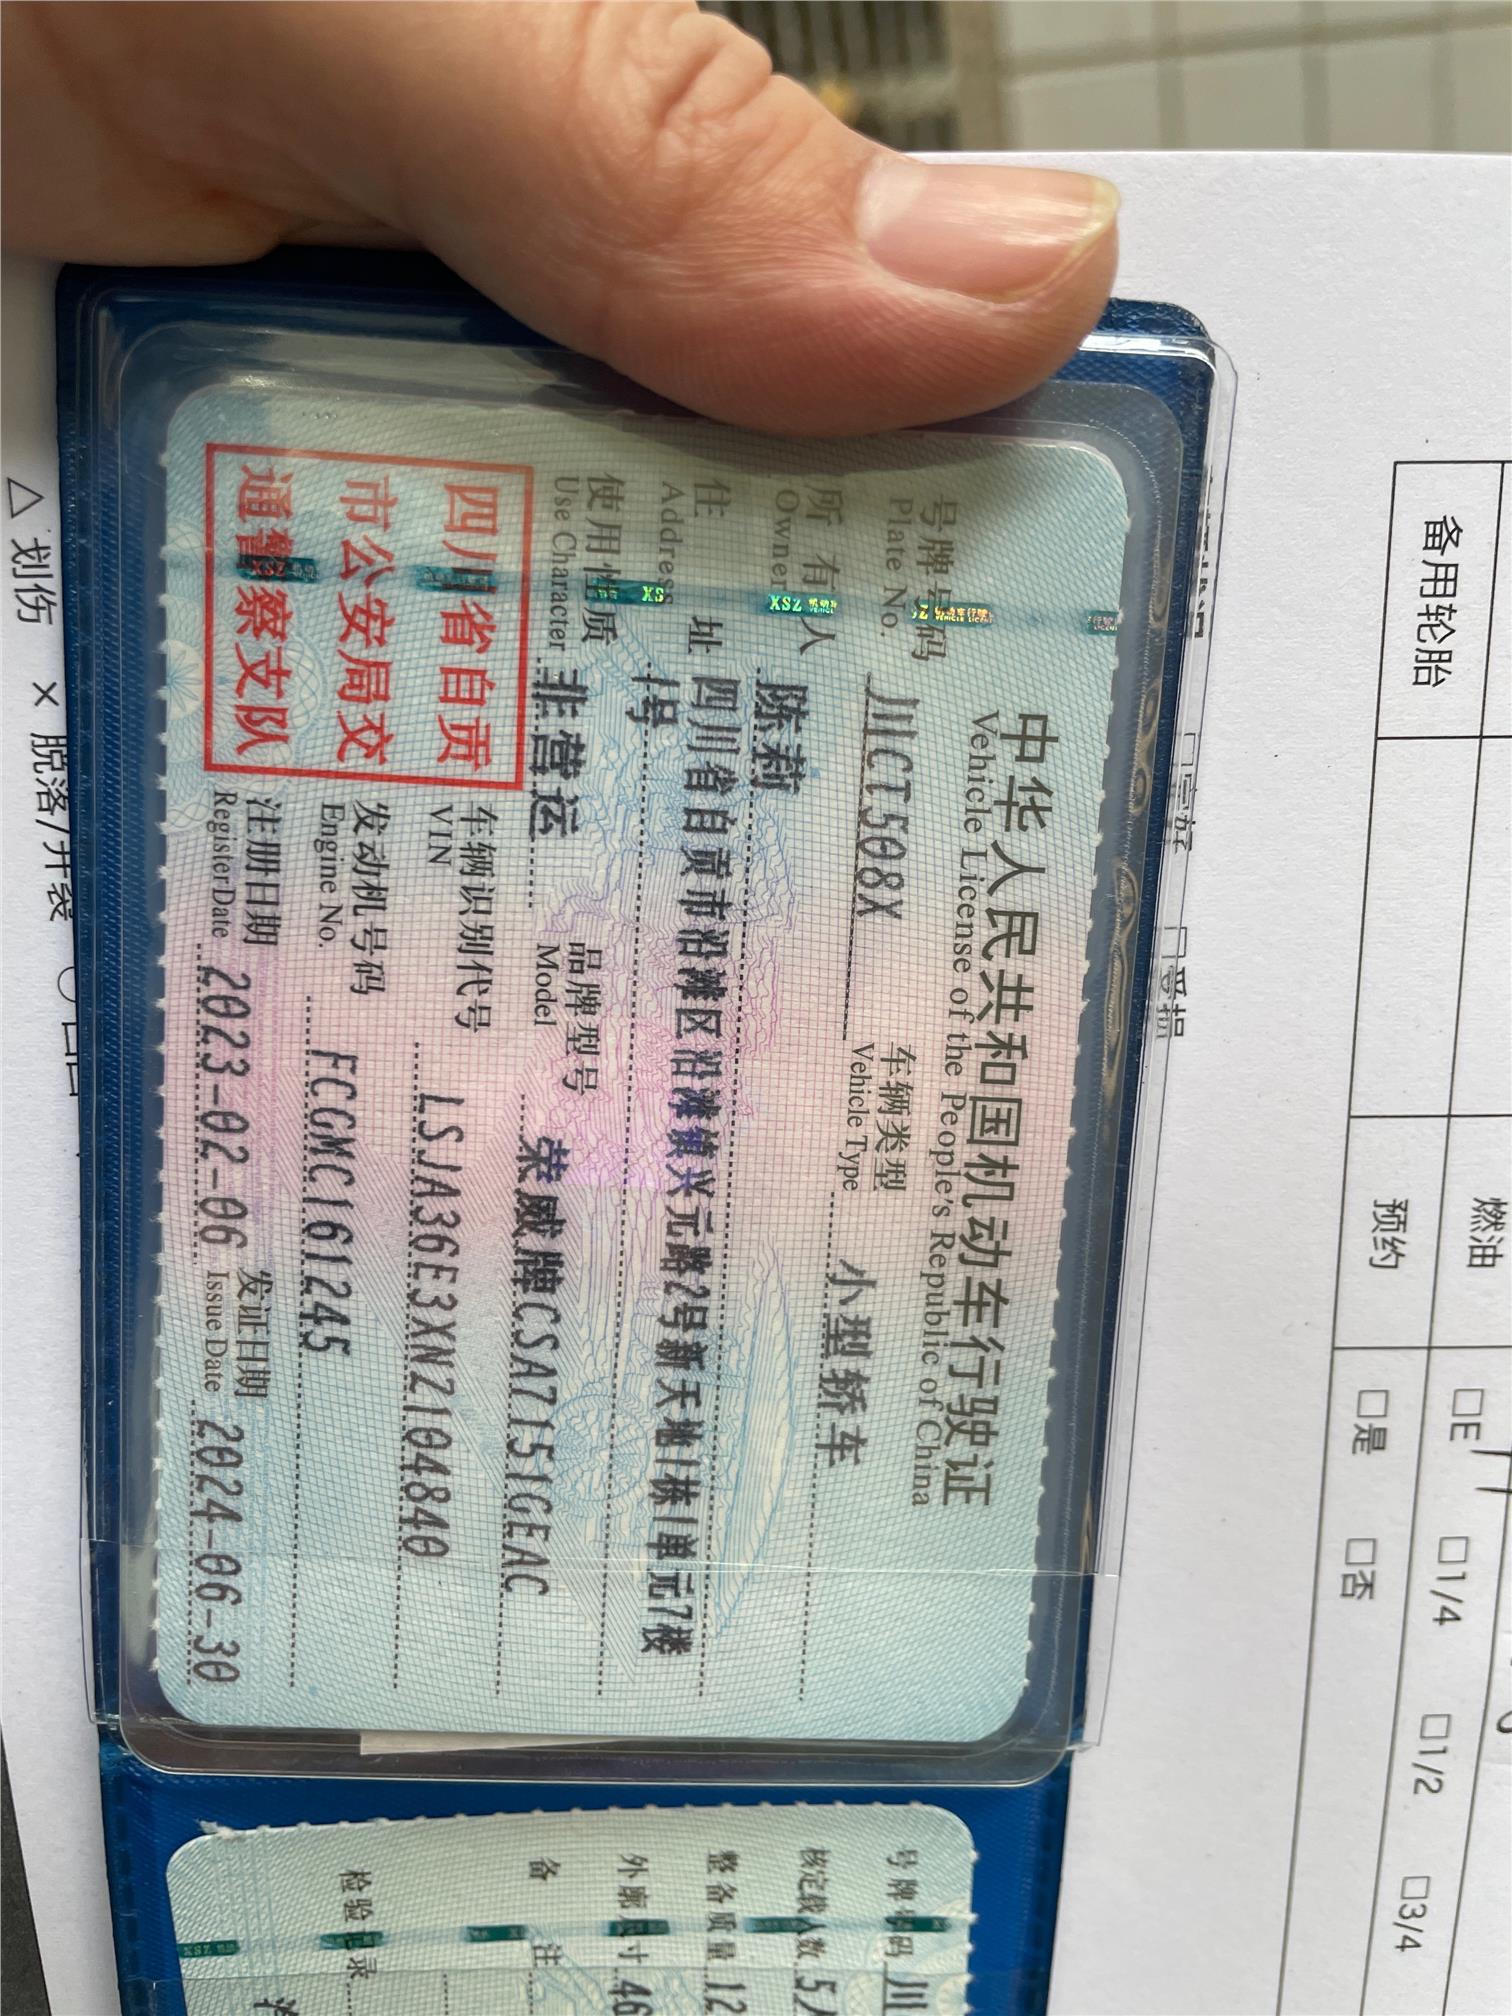 中华人民共和国机动车行驶证
Vehicle License of the People's Republic of China
号牌号码 川CT508X 车辆类型 小型轿车
Plate No. Vehicle Type
所有人 陈莉
Owner
住址 四川省自贡市沿滩区沿滩镇兴元路2号新天地1栋1单元7楼
Address 1号
使用性质 非营运 品牌型号 荣威牌CSA7151GEAC
Use Character Model
四川省自贡
市公安局交
通警察支队
车辆识别代号 LSJA36E3XN2104840
VIN
发动机号码 FCGMC1161245
Engine No.
注册日期 2023-02-06 发证日期 2024-06-30
Register Date Issue Date
号牌号码 川
核定载人数 5人
整备质量 12
外廓尺寸 46
备注
检验记录
燃油 □E □1/4 □1/2 □3/4
备用轮胎 预约 □是 □否
△ 划伤 × 脱落/开裂